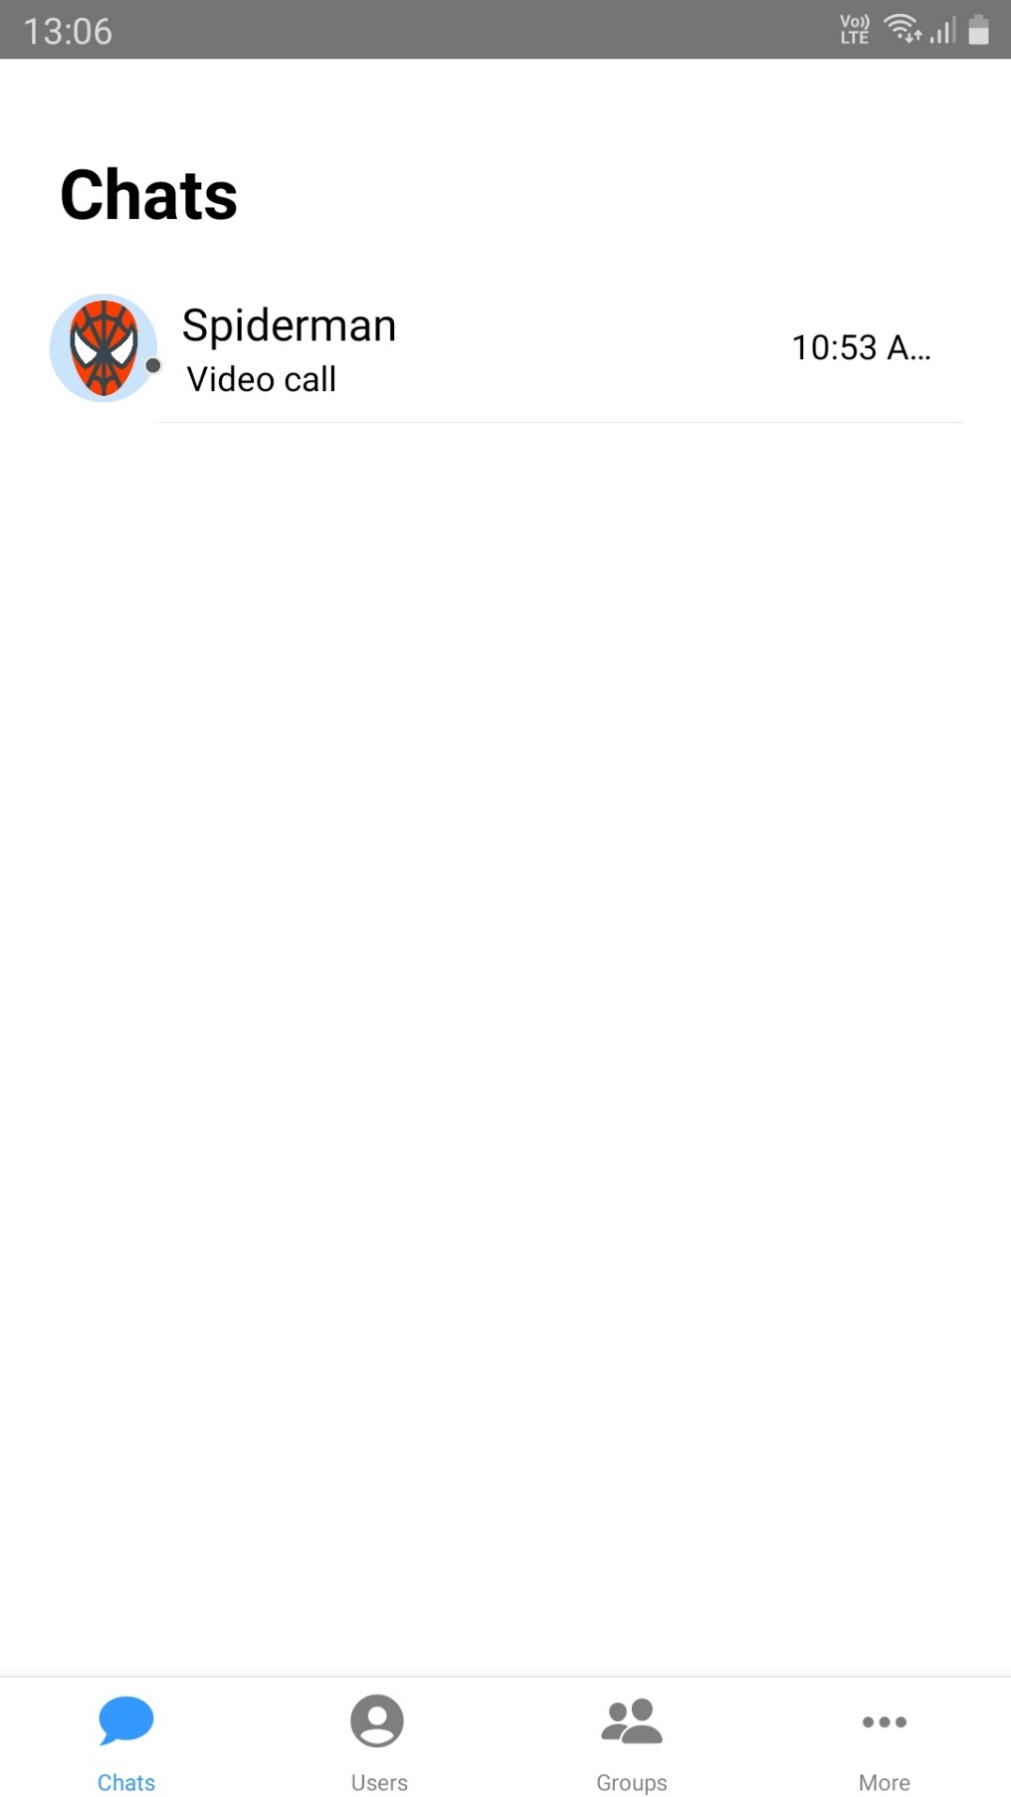 13:06 Vo)) LTE
Chats
Spiderman
10:53 A...
Video call
Chats Users Groups More